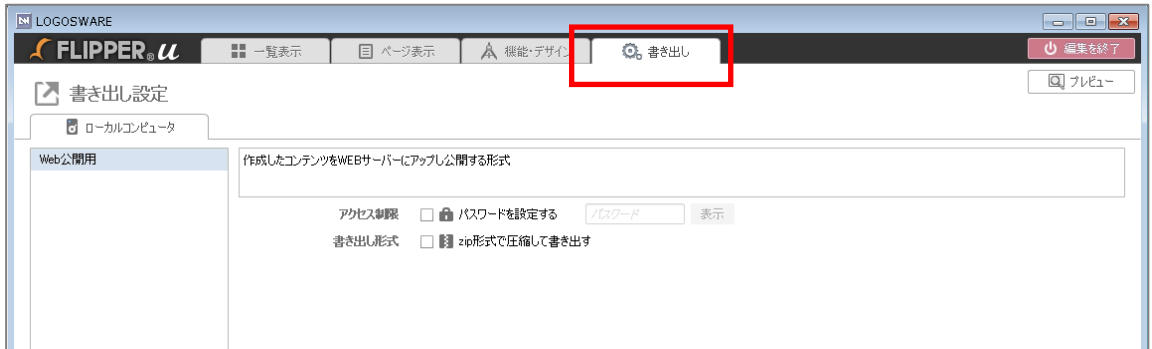 LOGOSWARE
FLIPPER® u 一覧表示 ページ表示 機能・デザイン 書き出し 編集を終了
プレビュー
書き出し設定
ローカルコンピュータ
Web公開用
作成したコンテンツをWEBサーバーにアップし公開する形式
アクセス制限 パスワードを設定する パスワード 表示
書き出し形式 zip形式で圧縮して書き出す